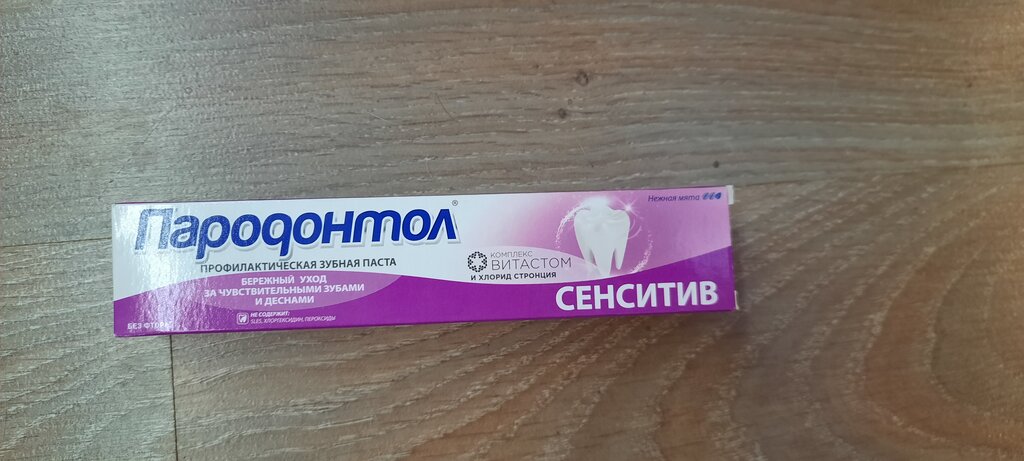 Пародонтол®
ПРОФИЛАКТИЧЕСКАЯ ЗУБНАЯ ПАСТА
БЕРЕЖНЫЙ УХОД
ЗА ЧУВСТВИТЕЛЬНЫМИ ЗУБАМИ
И ДЕСНАМИ
БЕЗ ФТОРА
НЕ СОДЕРЖИТ:
SLES, ХЛОРГЕКСИДИН, ПЕРОКСИДЫ
Нежная мята
КОМПЛЕКС
ВИТАСТОМ
И ХЛОРИД СТРОНЦИЯ
СЕНСИТИВ